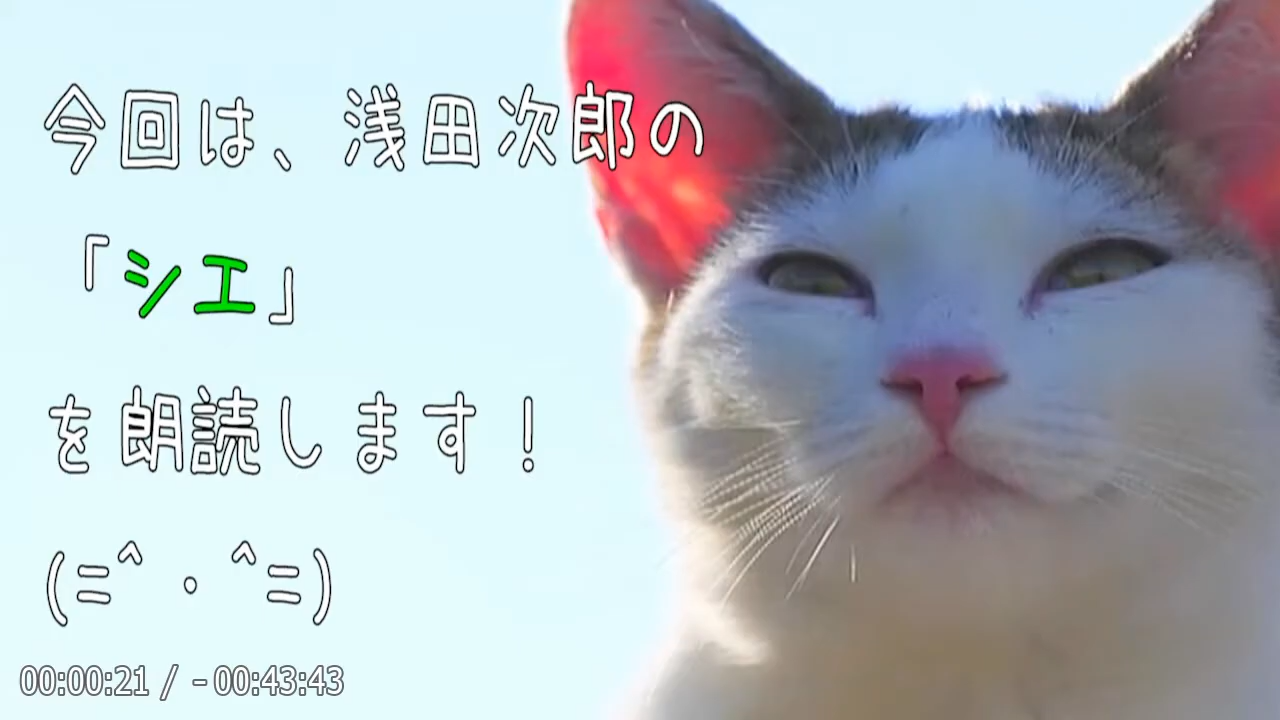 今回は、浅田次郎の
「シエ」
を朗読します！
(=^・^=)
00:00:21 / -00:43:43